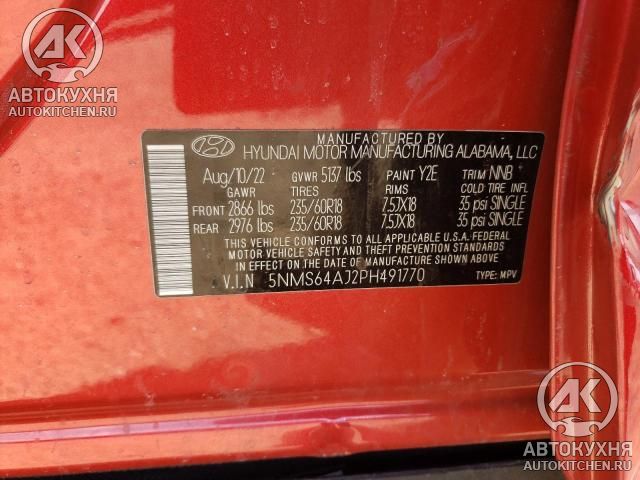 АК
АВТОКУХНЯ
AUTOKITCHEN.RU
MANUFACTURED BY
HYUNDAI MOTOR MANUFACTURING ALABAMA, LLC
Aug/10/22 GVWR 5137 lbs PAINT Y2E TRIM NNB
GAWR TIRES RIMS COLD TIRE INFL
FRONT 2866 lbs 235/60R18 7.5JX18 35 psi SINGLE
REAR 2976 lbs 235/60R18 7.5JX18 35 psi SINGLE
THIS VEHICLE CONFORMS TO ALL APPLICABLE U.S.A. FEDERAL
MOTOR VEHICLE SAFETY AND THEFT PREVENTION STANDARDS
IN EFFECT ON THE DATE OF MANUFACTURE SHOWN ABOVE.
V.I.N 5NMS64AJ2PH491770 TYPE: MPV
АК
АВТОКУХНЯ
AUTOKITCHEN.RU